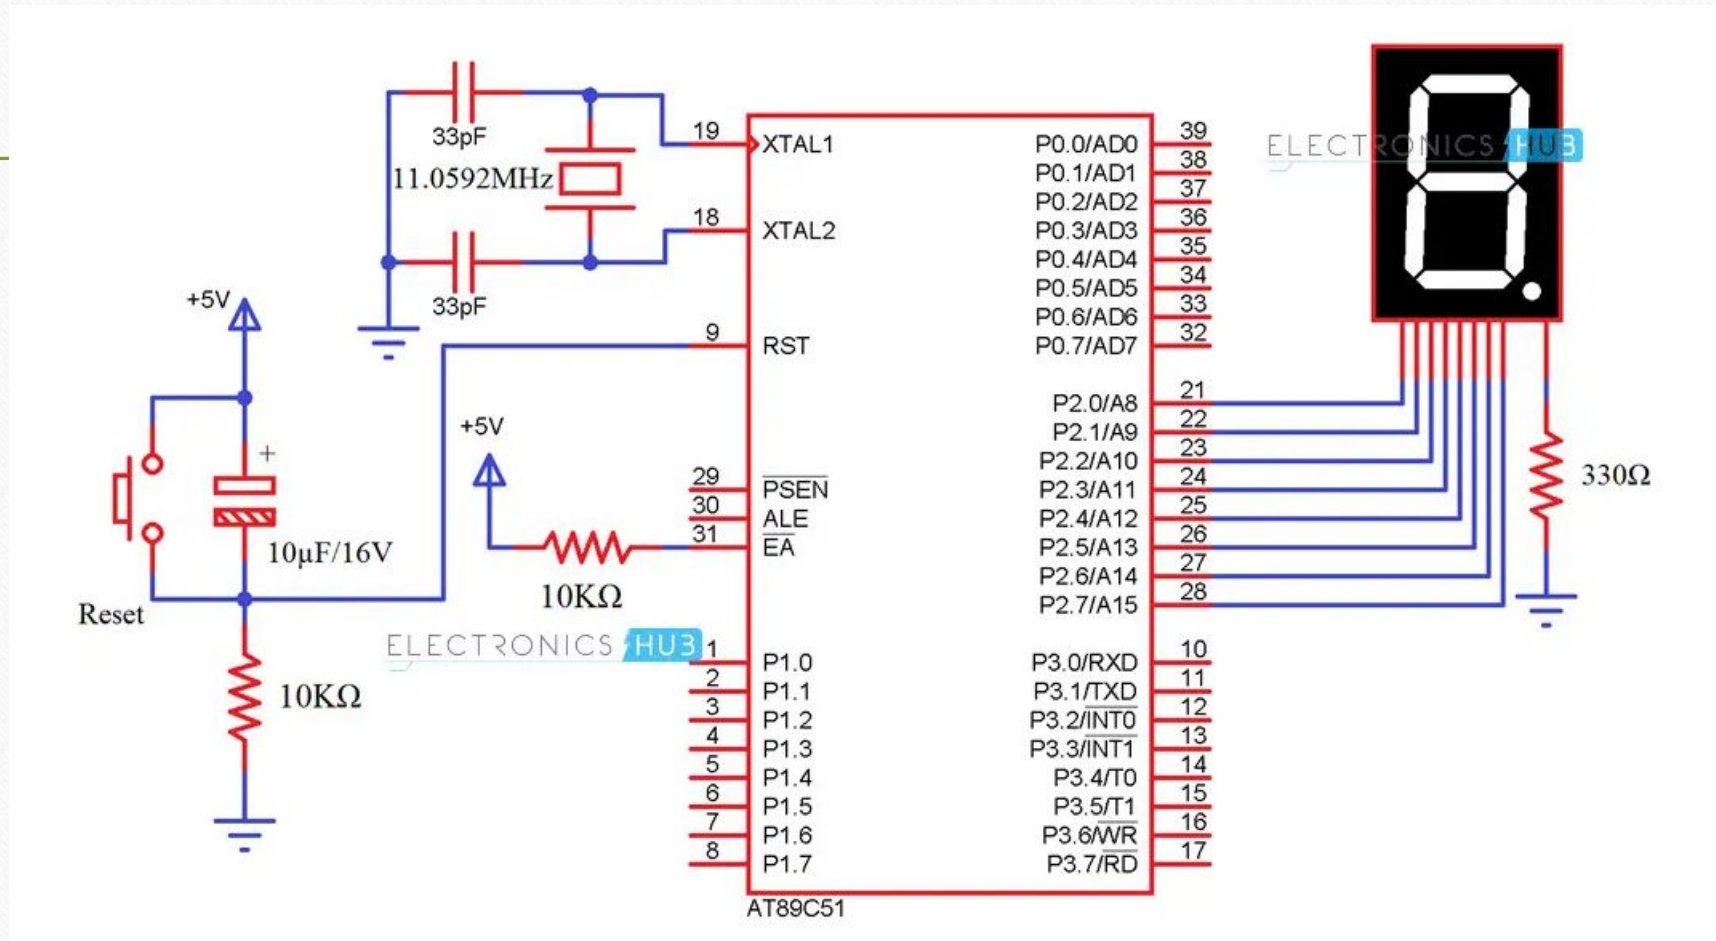 33pF
11.0592MHz
33pF
+5V
+5V
+
10µF/16V
Reset
10KΩ
10KΩ
ELECTRONICS HUB
19 XTAL1
18 XTAL2
9 RST
29 PSEN
30 ALE
31 EA
1 P1.0
2 P1.1
3 P1.2
4 P1.3
5 P1.4
6 P1.5
7 P1.6
8 P1.7
P0.0/AD0 39
P0.1/AD1 38
P0.2/AD2 37
P0.3/AD3 36
P0.4/AD4 35
P0.5/AD5 34
P0.6/AD6 33
P0.7/AD7 32
P2.0/A8 21
P2.1/A9 22
P2.2/A10 23
P2.3/A11 24
P2.4/A12 25
P2.5/A13 26
P2.6/A14 27
P2.7/A15 28
P3.0/RXD 10
P3.1/TXD 11
P3.2/INT0 12
P3.3/INT1 13
P3.4/T0 14
P3.5/T1 15
P3.6/WR 16
P3.7/RD 17
AT89C51
ELECTRONICS HUB
330Ω